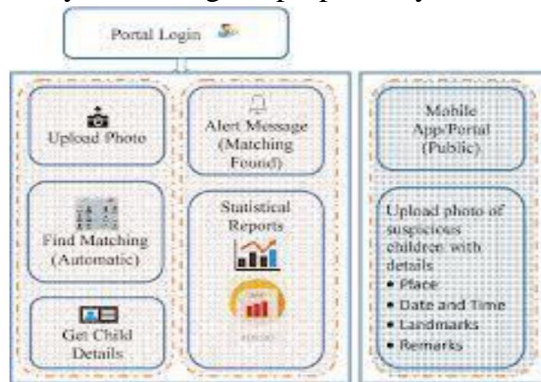 Portal Login
Upload Photo
Find Matching
(Automatic)
Get Child
Details
Alert Message
(Matching
Found)
Statistical
Reports
Mobile
App/Portal
(Public)
Upload photo of
suspicious
children with
details
• Place
• Date and Time
• Landmarks
• Remarks